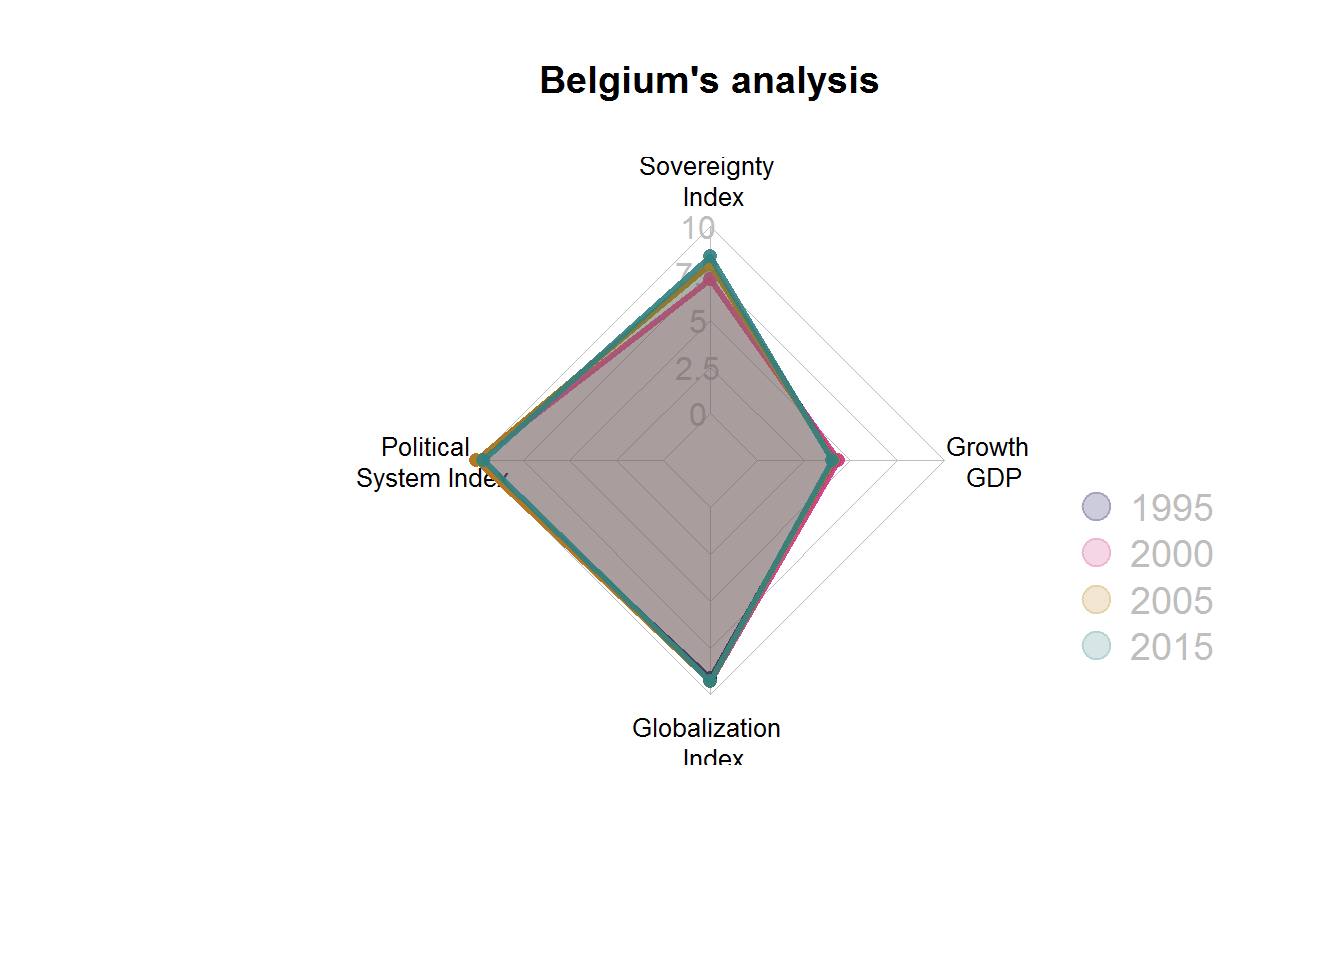 Belgium's analysis
Sovereignty
Index
10
7
5
2.5
0
Political
System Index
Growth
GDP
Globalization
Index
1995
2000
2005
2015